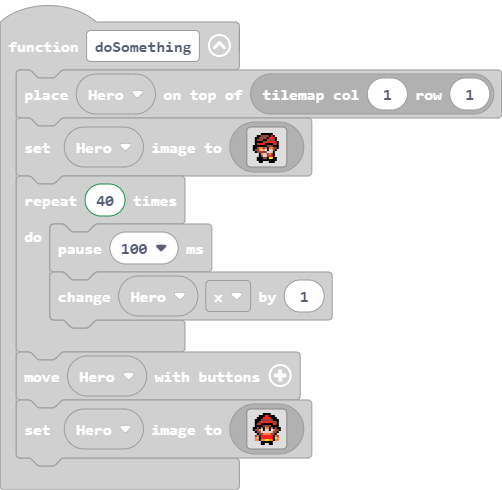 function doSomething
place Hero on top of tilemap col 1 row 1
set Hero image to
repeat 40 times
do
pause 100 ms
change Hero x by 1
move Hero with buttons
set Hero image to